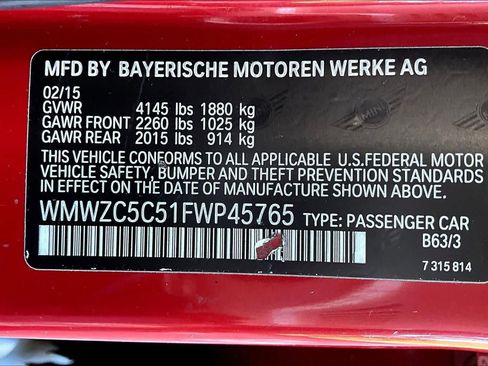 MFD BY BAYERISCHE MOTOREN WERKE AG
02/15
GVWR 4145 lbs 1880 kg
GAWR FRONT 2260 lbs 1025 kg
GAWR REAR 2015 lbs 914 kg
THIS VEHICLE CONFORMS TO ALL APPLICABLE U.S.FEDERAL MOTOR
VEHICLE SAFETY, BUMPER AND THEFT PREVENTION STANDARDS
IN EFFECT ON THE DATE OF MANUFACTURE SHOWN ABOVE.
WMWZC5C51FWP45765 TYPE: PASSENGER CAR
B63/3
7 315 814